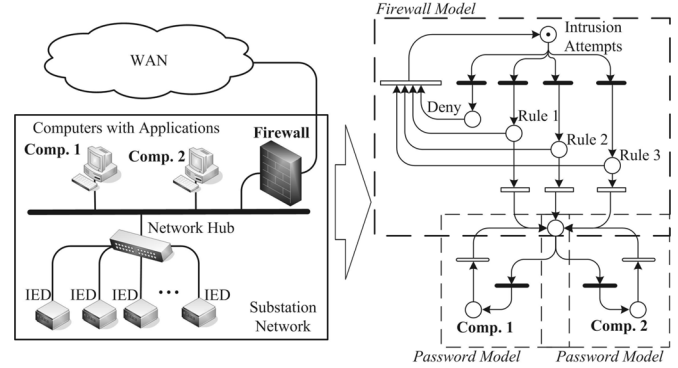 WAN
Computers with Applications
Comp. 1
Comp. 2
Firewall
Network Hub
IED
IED
IED
IED
Substation
Network
Firewall Model
Intrusion
Attempts
Deny
Rule 1
Rule 2
Rule 3
Comp. 1
Comp. 2
Password Model
Password Model